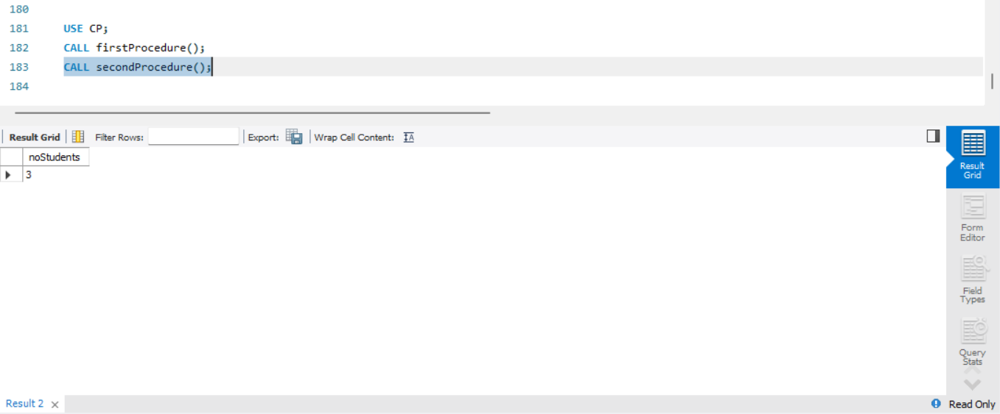 180
181 USE CP;
182 CALL firstProcedure();
183 CALL secondProcedure();
184
Result Grid Filter Rows: Export: Wrap Cell Content: IA
noStudents
3
Result
Grid
Form
Editor
Field
Types
Query
Stats
Result 2 × Read Only